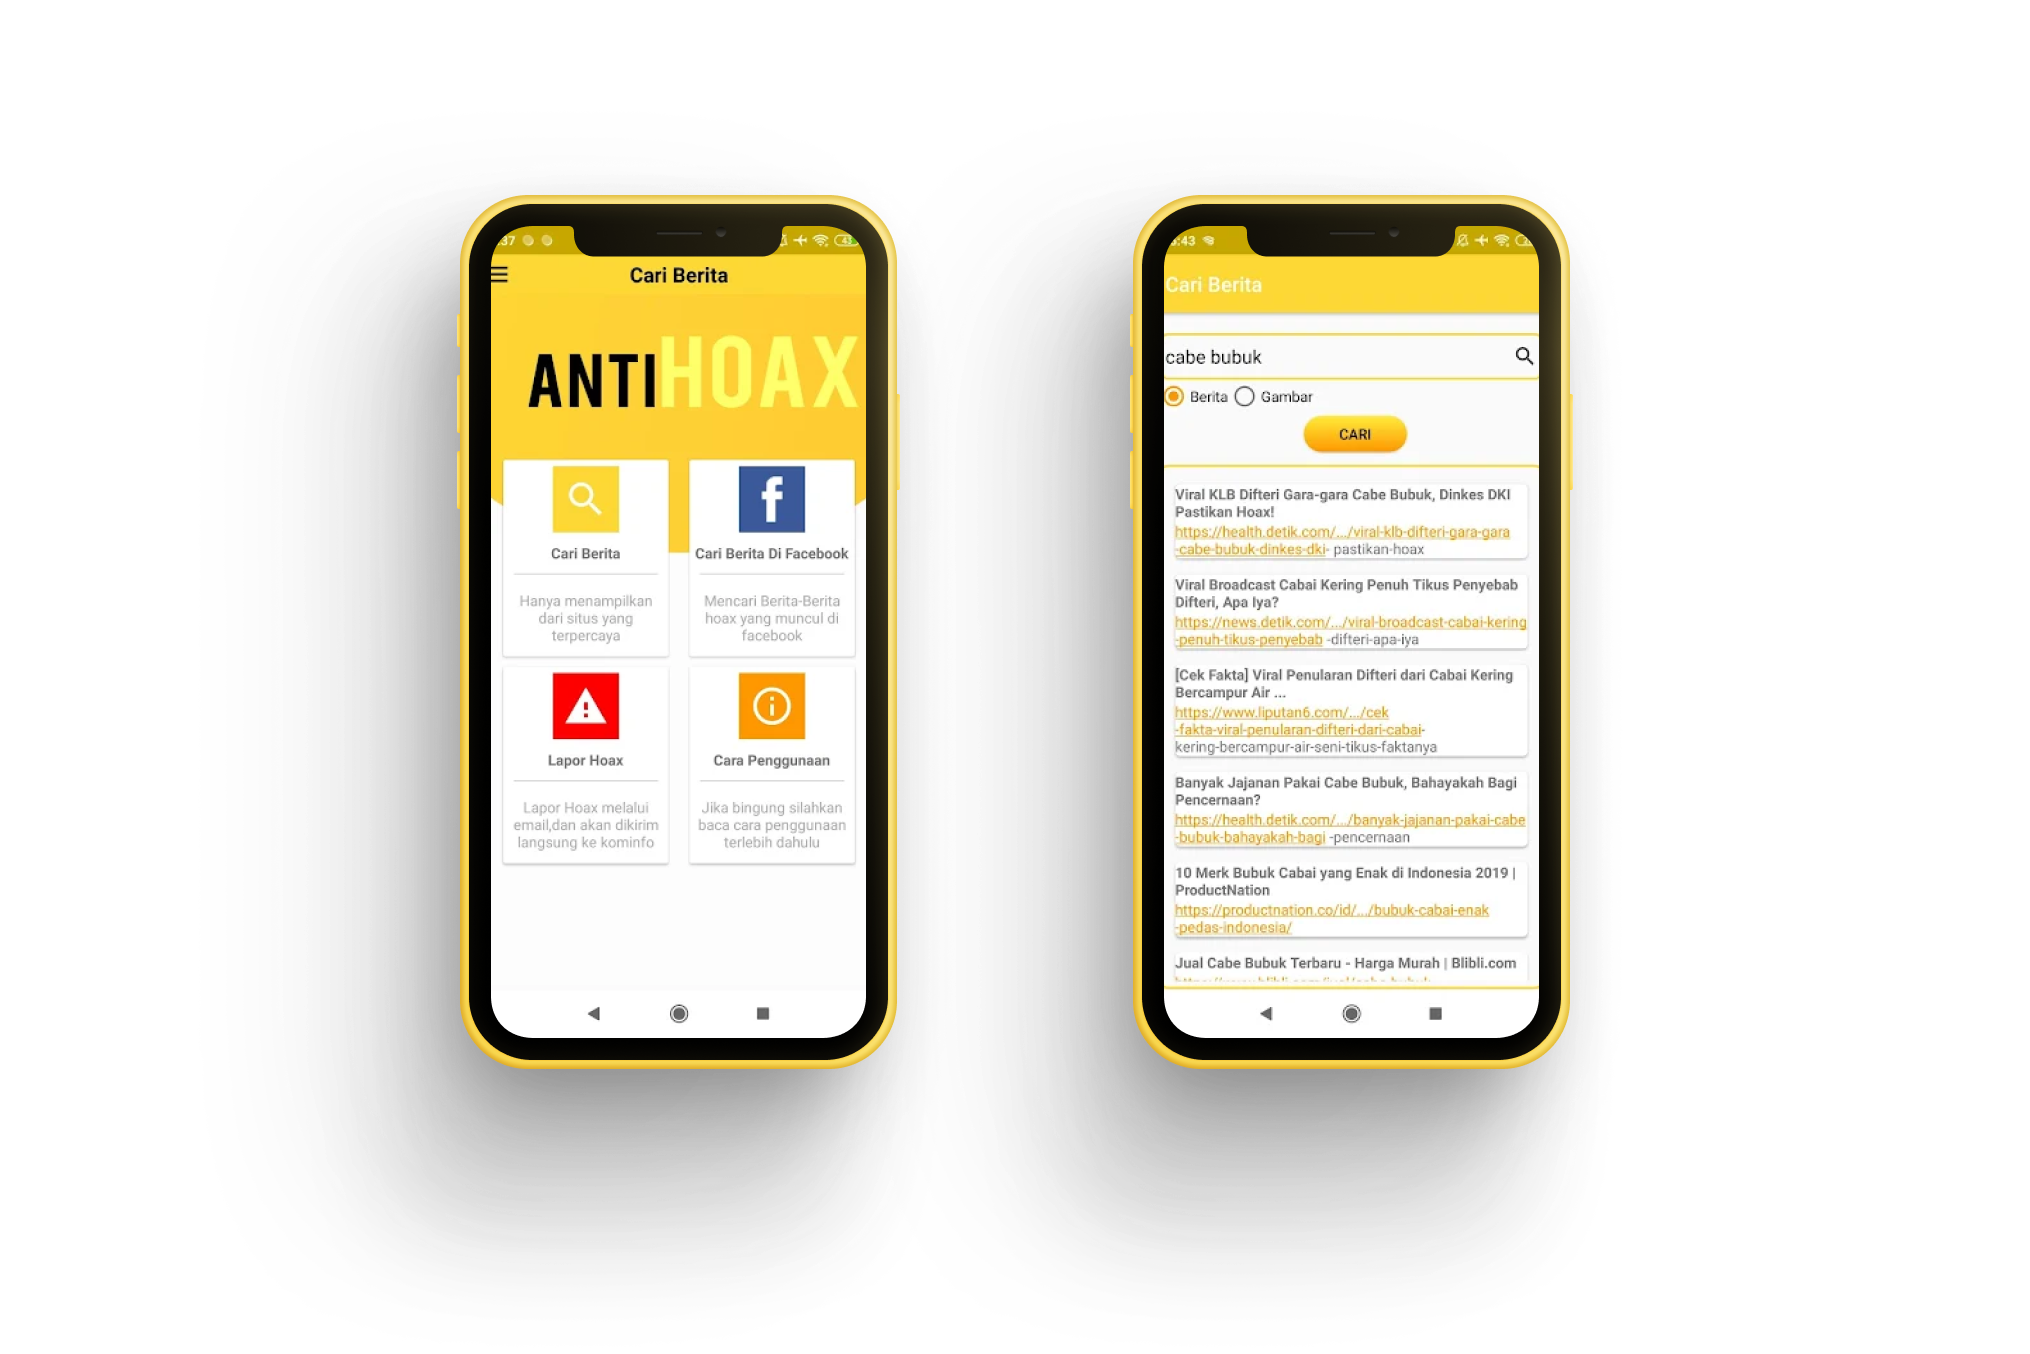 :37
43
Cari Berita
ANTIHOAX
Cari Berita
Hanya menampilkan
dari situs yang
terpercaya
Cari Berita Di Facebook
Mencari Berita-Berita
hoax yang muncul di
facebook
Lapor Hoax
Lapor Hoax melalui
email,dan akan dikirim
langsung ke kominfo
Cara Penggunaan
Jika bingung silahkan
baca cara penggunaan
terlebih dahulu
:43
Cari Berita
cabe bubuk
Berita Gambar
CARI
Viral KLB Difteri Gara-gara Cabe Bubuk, Dinkes DKI
Pastikan Hoax!
https://health.detik.com/.../viral-klb-difteri-gara-gara
-cabe-bubuk-dinkes-dki- pastikan-hoax
Viral Broadcast Cabai Kering Penuh Tikus Penyebab
Difteri, Apa Iya?
https://news.detik.com/.../viral-broadcast-cabai-kering
-penuh-tikus-penyebab -difteri-apa-iya
[Cek Fakta] Viral Penularan Difteri dari Cabai Kering
Bercampur Air ...
https://www.liputan6.com/.../cek
-fakta-viral-penularan-difteri-dari-cabai-
kering-bercampur-air-seni-tikus-faktanya
Banyak Jajanan Pakai Cabe Bubuk, Bahayakah Bagi
Pencernaan?
https://health.detik.com/.../banyak-jajanan-pakai-cabe
-bubuk-bahayakah-bagi -pencernaan
10 Merk Bubuk Cabai yang Enak di Indonesia 2019 |
ProductNation
https://productnation.co/id/.../bubuk-cabai-enak
-pedas-indonesia/
Jual Cabe Bubuk Terbaru - Harga Murah | Blibli.com